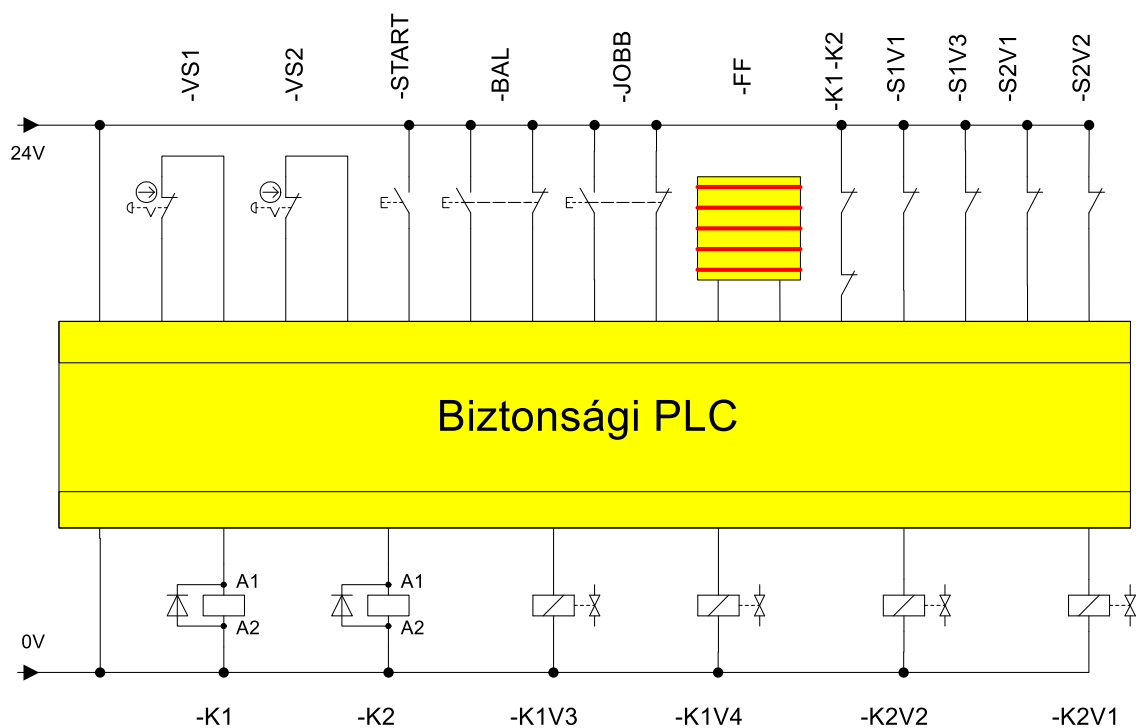 -VS1
-VS2
-START
-BAL
-JOBB
-FF
-K1-K2
-S1V1
-S1V3
-S2V1
-S2V2
24V
Biztonsági PLC
A1
A1
A2
A2
0V
-K1
-K2
-K1V3
-K1V4
-K2V2
-K2V1